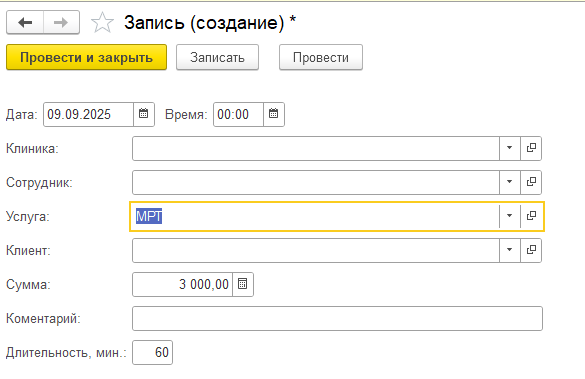 Запись (создание) *
Провести и закрыть Записать Провести
Дата: 09.09.2025 Время: 00:00
Клиника:
Сотрудник:
Услуга: МРТ
Клиент:
Сумма: 3 000,00
Коментарий:
Длительность, мин.: 60